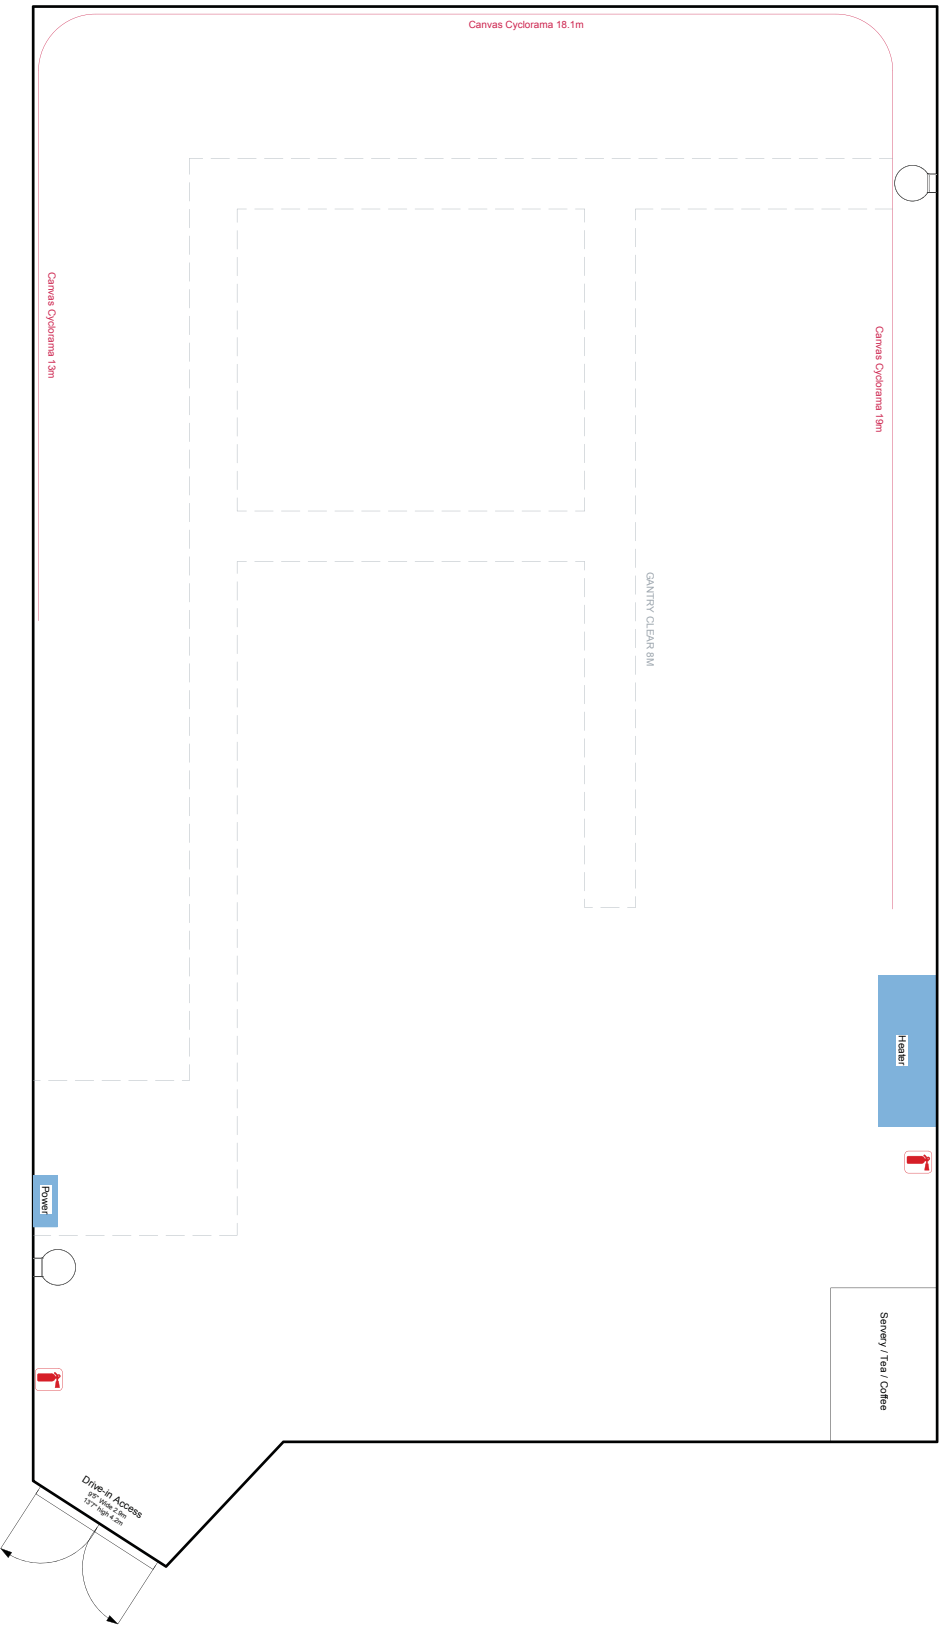 Canvas Cyclorama 18.1m
Canvas Cyclorama 13m
Canvas Cyclorama 19m
GANTRY CLEAR 8M
Heater
Power
Servery / Tea / Coffee
Drive-in Access
9'5" Wide 2.9m
13'7" high 4.2m